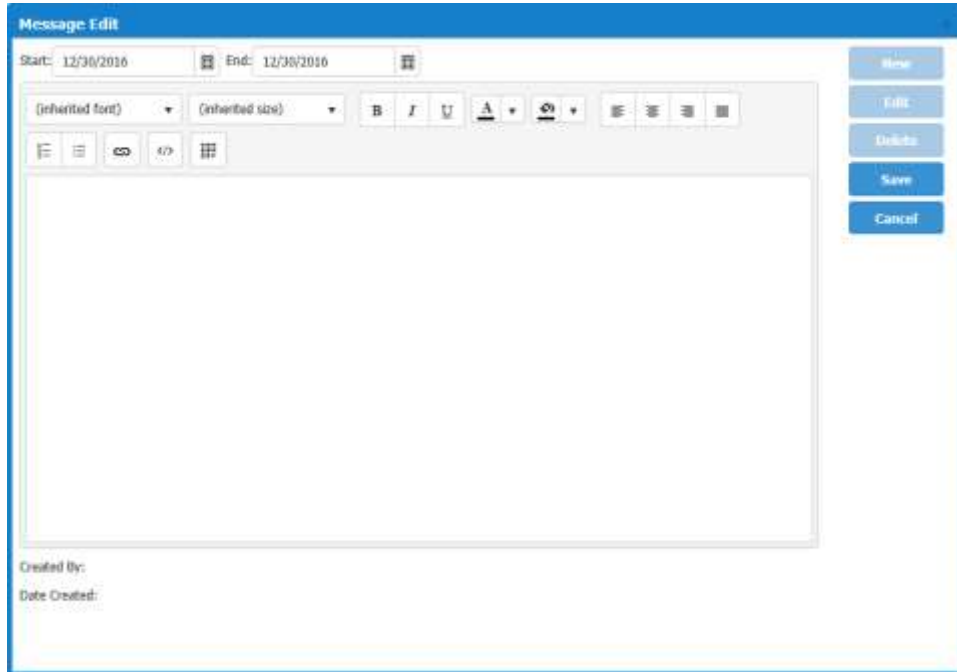 Message Edit
Start: 12/30/2016 End: 12/30/2016
New
(inherited font) (inherited size) B I U A
Edit
Delete
</>
Save
Cancel
Created By:
Date Created: